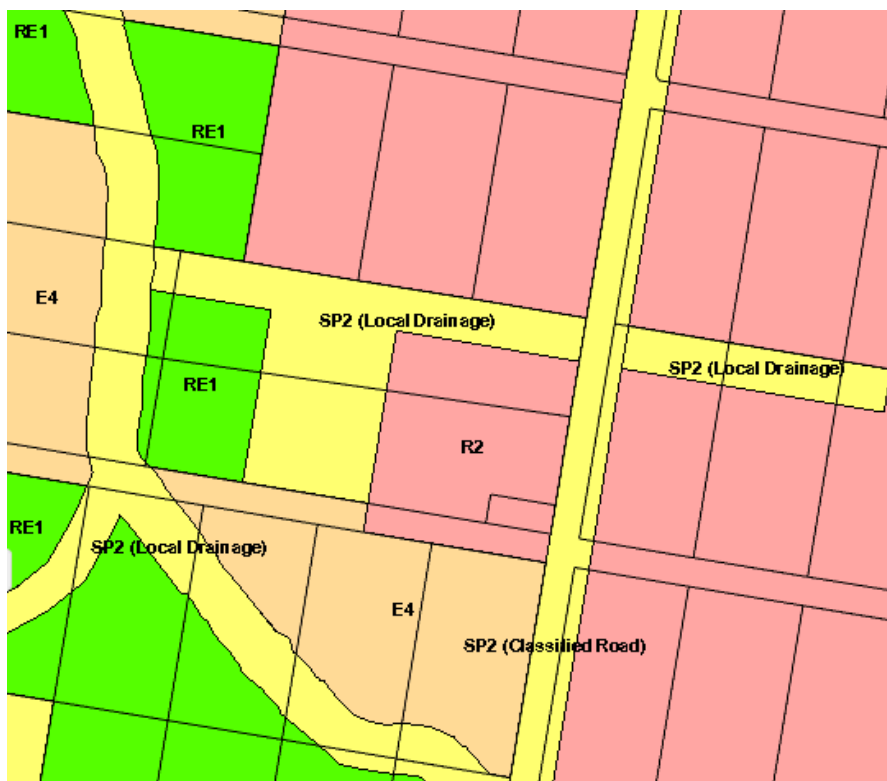 RE1
RE1
E4
SP2 (Local Drainage)
SP2 (Local Drainage)
RE1
R2
RE1
SP2 (Local Drainage)
E4
SP2 (Classified Road)